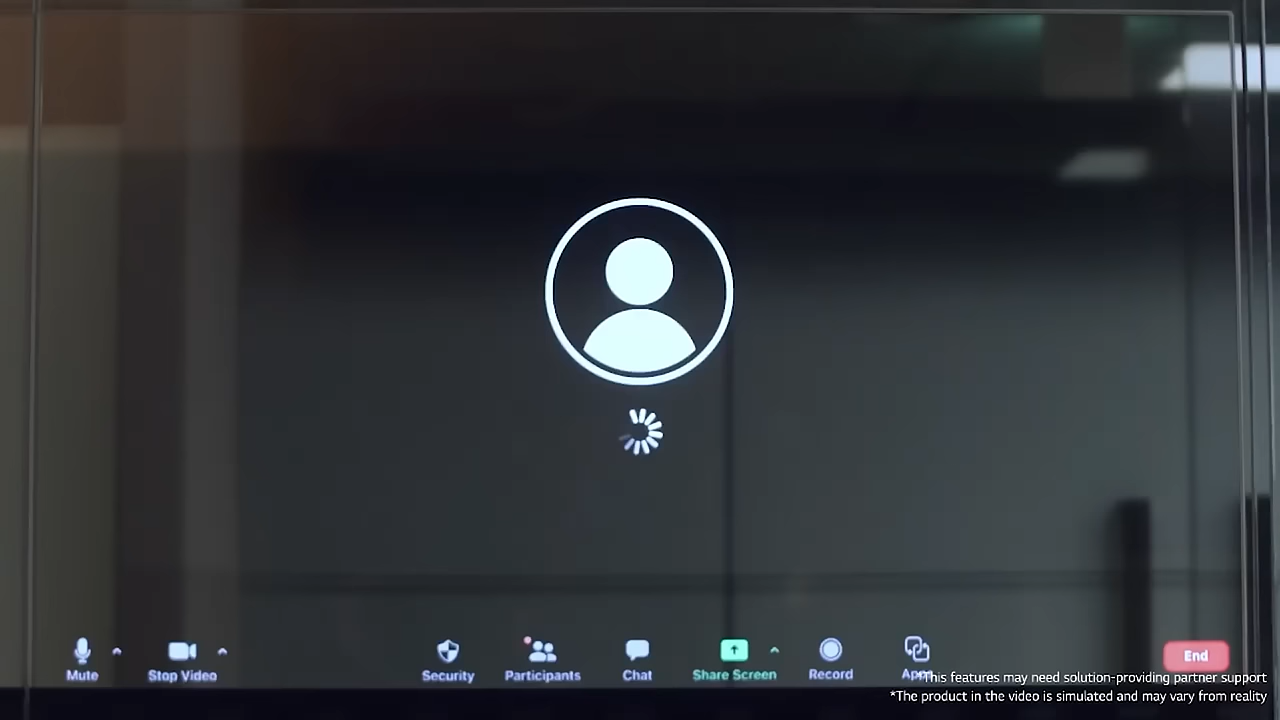 Mute
Stop Video
Security
Participants
Chat
Share Screen
Record
End
*This features may need solution-providing partner support
*The product in the video is simulated and may vary from reality